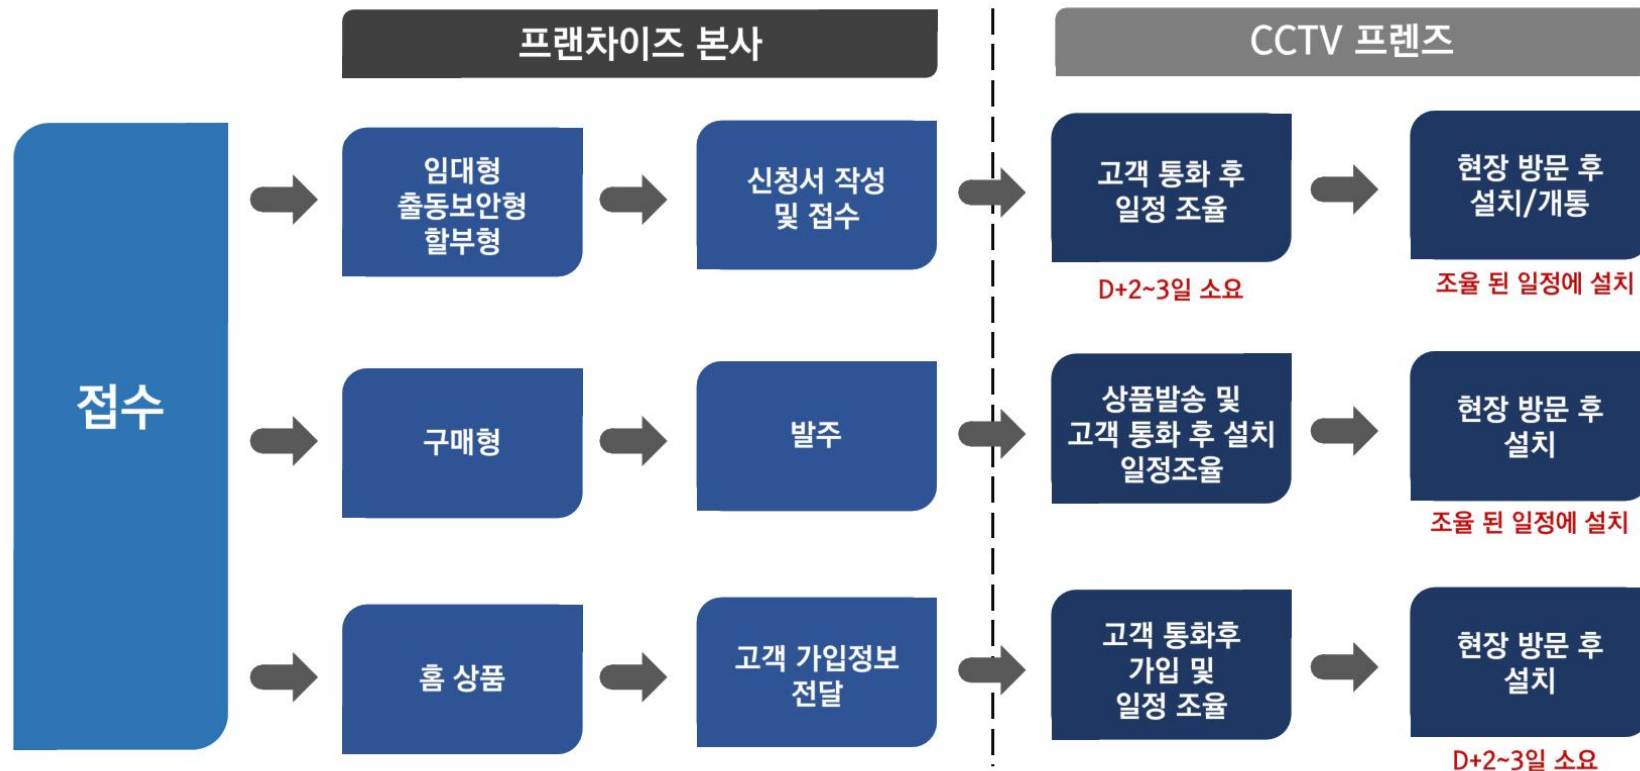 프랜차이즈 본사
CCTV 프렌즈
접수
임대형
출동보안형
할부형
신청서 작성
및 접수
고객 통화 후
일정 조율
D+2~3일 소요
현장 방문 후
설치/개통
조율 된 일정에 설치
구매형
발주
상품발송 및
고객 통화 후 설치
일정조율
현장 방문 후
설치
조율 된 일정에 설치
홈 상품
고객 가입정보
전달
고객 통화후
가입 및
일정 조율
현장 방문 후
설치
D+2~3일 소요